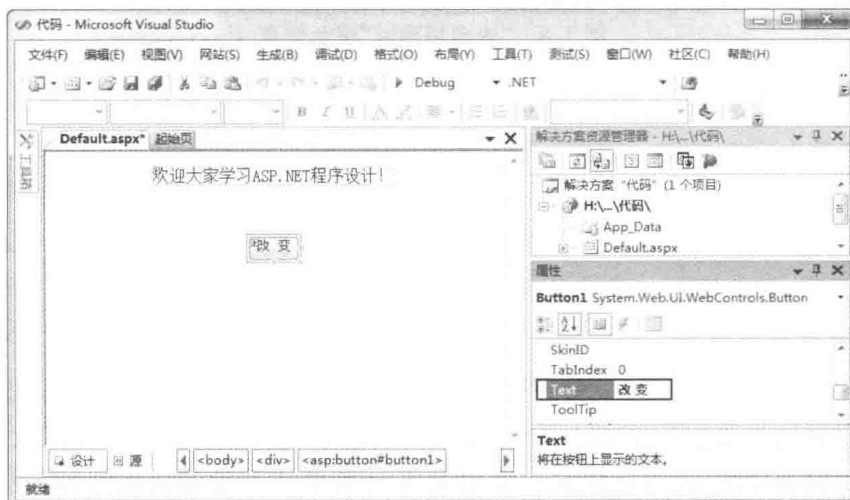 代码 - Microsoft Visual Studio
文件(F) 编辑(E) 视图(V) 网站(S) 生成(B) 调试(D) 格式(O) 布局(Y) 工具(T) 测试(S) 窗口(W) 社区(C) 帮助(H)
Debug .NET
B I U A
工具箱
Default.aspx* 起始页
欢迎大家学习ASP.NET程序设计!
改 变
设计 源 <body> <div> <asp:button#button1>
解决方案资源管理器 - H:\...\代码\
解决方案 "代码" (1 个项目)
H:\...\代码\
App_Data
Default.aspx
属性
Button1 System.Web.UI.WebControls.Button
SkinID
TabIndex 0
Text 改 变
ToolTip
Text
将在按钮上显示的文本。
就绪